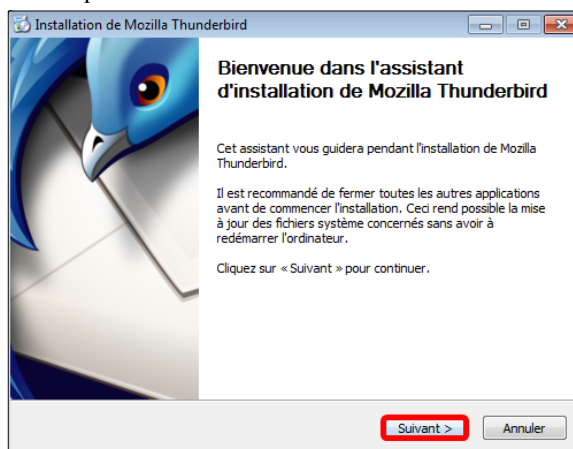 Installation de Mozilla Thunderbird
Bienvenue dans l'assistant
d'installation de Mozilla Thunderbird
Cet assistant vous guidera pendant l'installation de Mozilla
Thunderbird.
Il est recommandé de fermer toutes les autres applications
avant de commencer l'installation. Ceci rend possible la mise
à jour des fichiers système concernés sans avoir à
redémarrer l'ordinateur.
Cliquez sur « Suivant » pour continuer.
Suivant >
Annuler